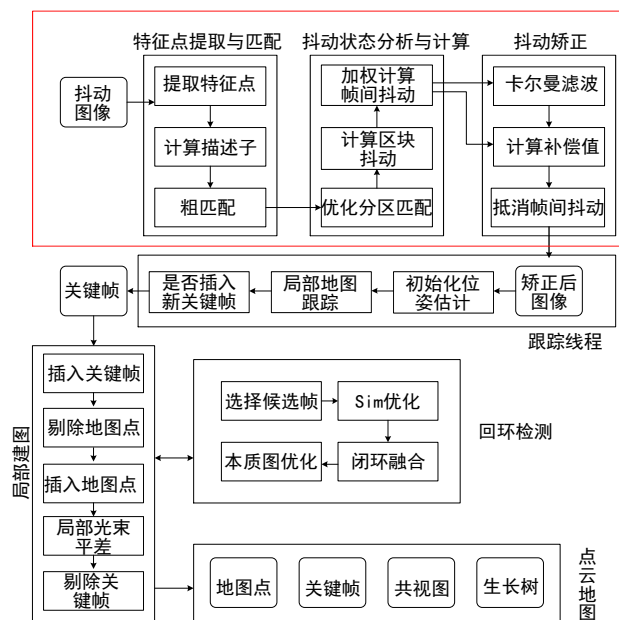 特征点提取与匹配
抖动状态分析与计算
抖动矫正
抖动
图像
提取特征点
计算描述子
粗匹配
加权计算
帧间抖动
计算区块
抖动
优化分区匹配
卡尔曼滤波
计算补偿值
抵消帧间抖动
关键帧
是否插入
新关键帧
局部地图
跟踪
初始化位
姿估计
矫正后
图像
跟踪线程
局部建图
插入关键帧
剔除地图点
插入地图点
局部光束
平差
剔除关
键帧
选择候选帧
Sim优化
本质图优化
闭环融合
回环检测
地图点
关键帧
共视图
生长树
点云地图